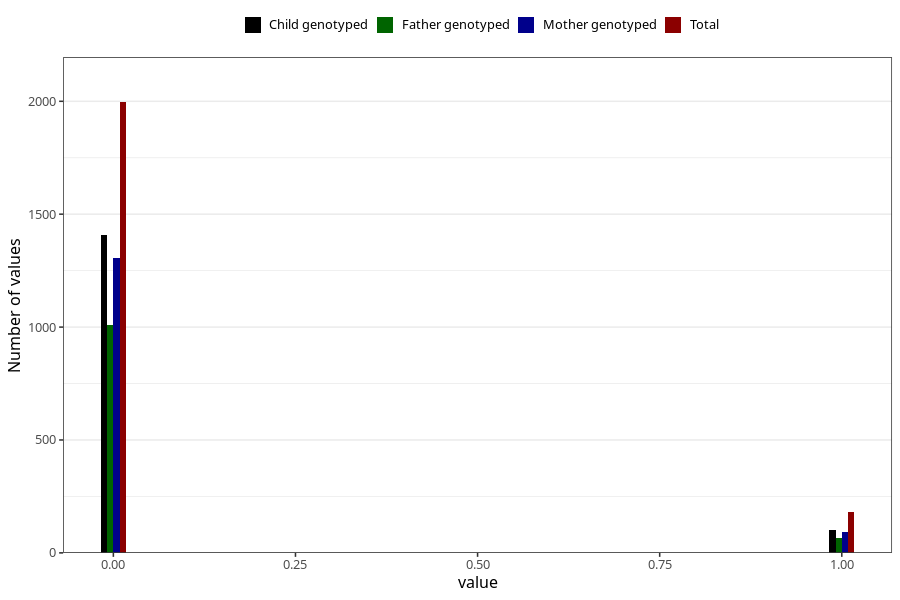 Child genotyped Father genotyped Mother genotyped Total
2000
1500
1000
500
0
Number of values
0.00 0.25 0.50 0.75 1.00
value